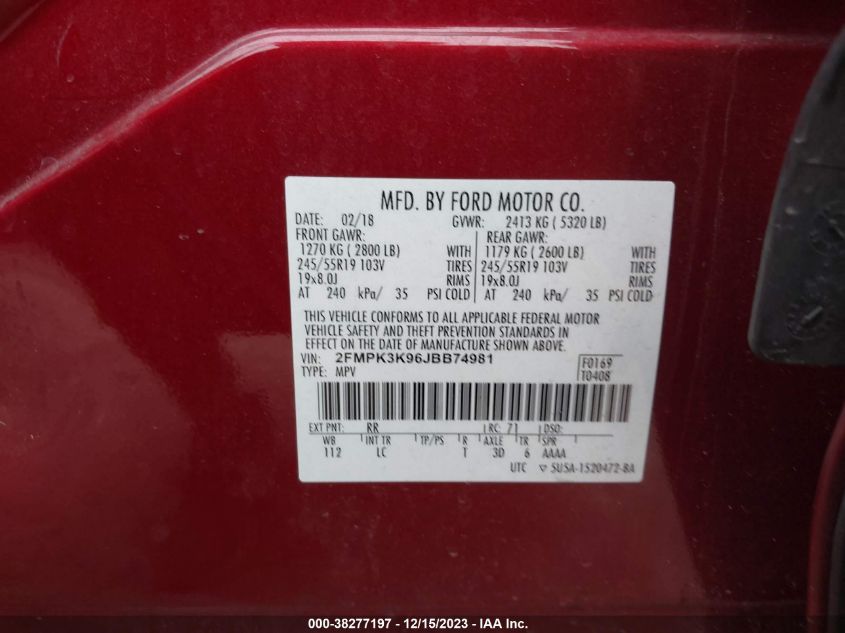 MFD. BY FORD MOTOR CO.
DATE: 02/18 GVWR: 2413 KG ( 5320 LB)
FRONT GAWR: REAR GAWR:
1270 KG ( 2800 LB) WITH 1179 KG ( 2600 LB) WITH
245/55R19 103V TIRES 245/55R19 103V TIRES
19x8.0J RIMS 19x8.0J RIMS
AT 240 kPa/ 35 PSI COLD AT 240 kPa/ 35 PSI COLD
THIS VEHICLE CONFORMS TO ALL APPLICABLE FEDERAL MOTOR
VEHICLE SAFETY AND THEFT PREVENTION STANDARDS IN
EFFECT ON THE DATE OF MANUFACTURE SHOWN ABOVE.
VIN: 2FMPK3K96JBB74981 F0169
TYPE: MPV T0408
EXT PNT: RR RC: 71 DSO:
WB INT TR TP/PS R AXLE TR SPR
112 LC T 3D 6 AAAA
UTC ▽ 5U5A-1520472-BA
000-38277197 - 12/15/2023 - IAA Inc.